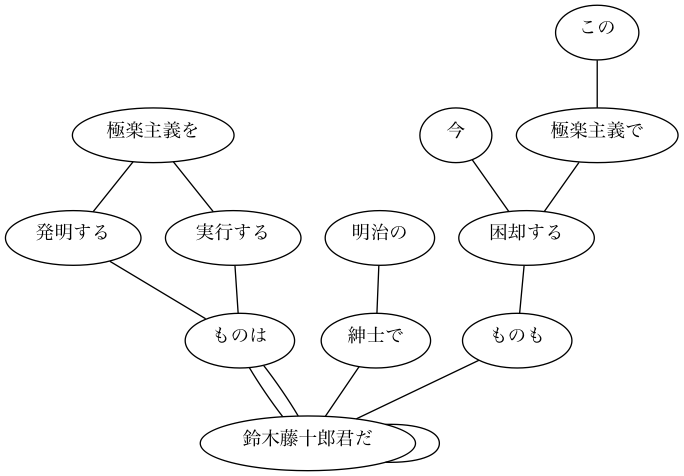 この
極楽主義を
今
極楽主義で
発明する
実行する
明治の
困却する
ものは
紳士で
ものも
鈴木藤十郎君だ